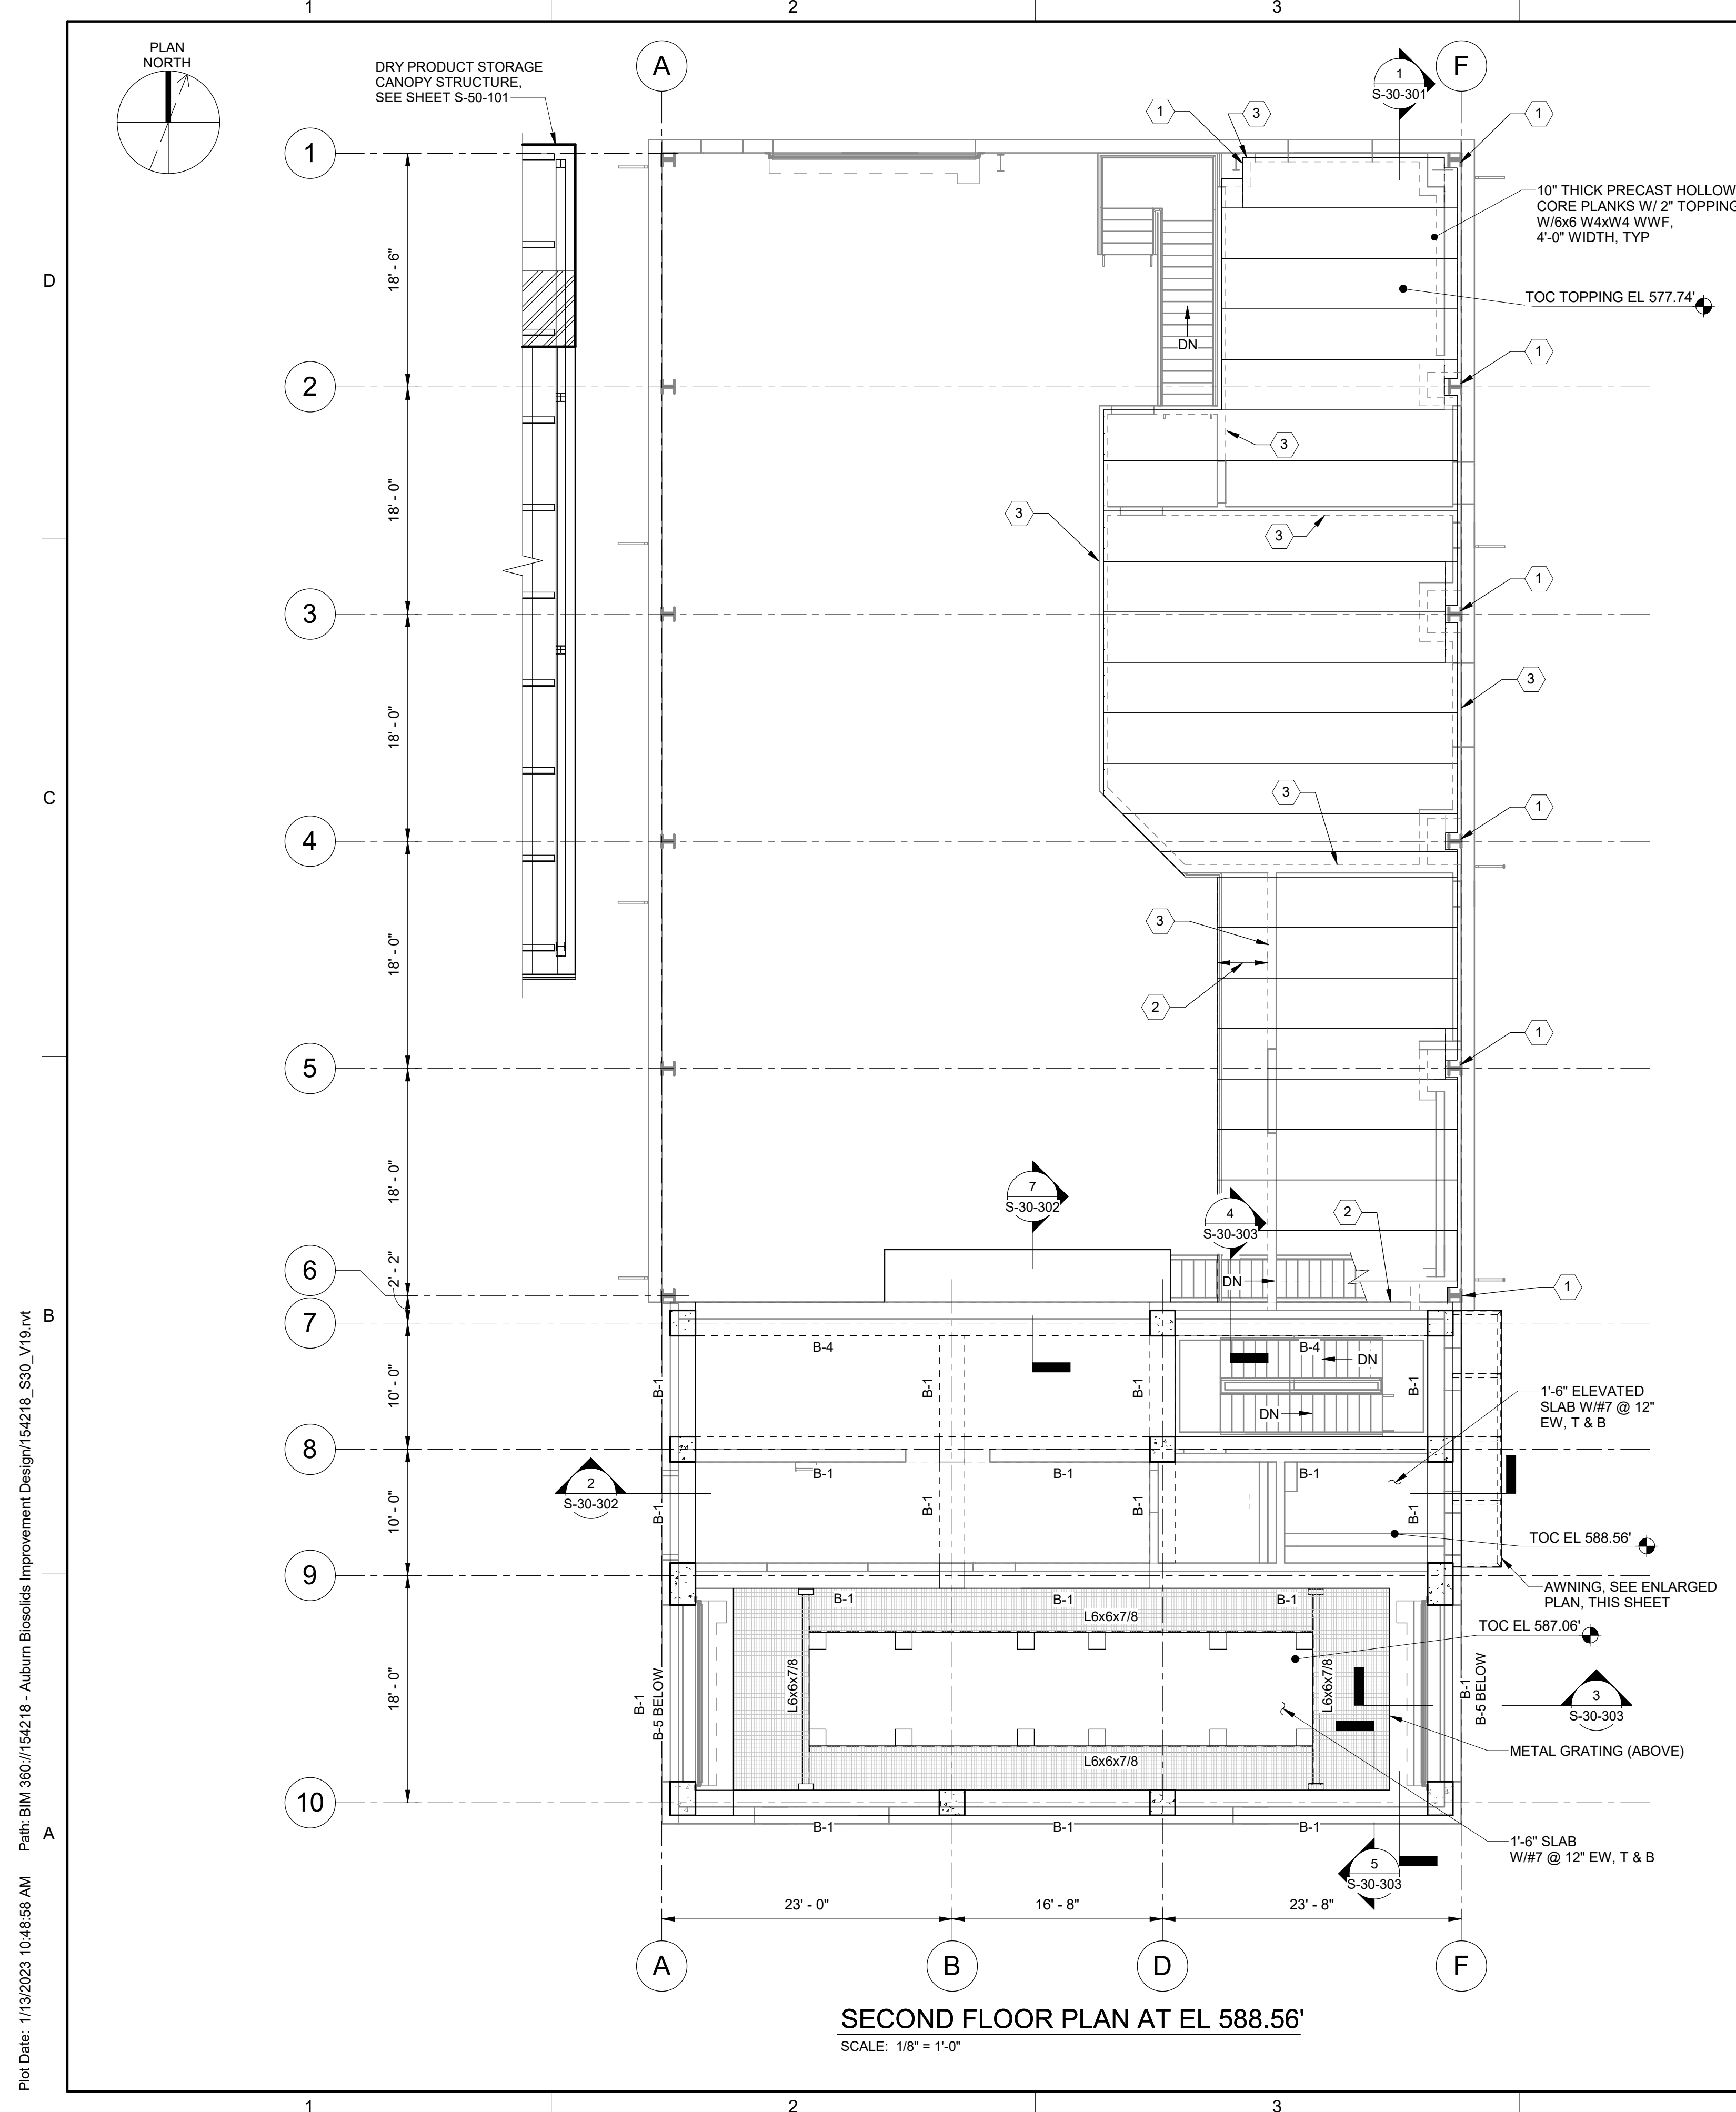 1
2
3
PLAN
NORTH
DRY PRODUCT STORAGE
CANOPY STRUCTURE,
SEE SHEET S-50-101
A
F
1
S-30-301
1
3
1
1
10" THICK PRECAST HOLLOW
CORE PLANKS W/ 2" TOPPING
W/6x6 W4xW4 WWF,
4'-0" WIDTH, TYP
D
18' - 6"
TOC TOPPING EL 577.74'
DN
1
2
3
18' - 0"
3
3
1
3
3
18' - 0"
C
3
1
4
3
18' - 0"
2
1
5
18' - 0"
7
S-30-302
4
S-30-303
2
6
2' - 2"
DN
1
B
7
B-4
B-4
DN
10' - 0"
B-1
B-1
B-1
B-1
DN
1'-6" ELEVATED
SLAB W/#7 @ 12"
EW, T & B
8
B-1
B-1
B-1
2
S-30-302
10' - 0"
B-1
B-1
B-1
B-1
TOC EL 588.56'
9
AWNING, SEE ENLARGED
PLAN, THIS SHEET
B-1
B-1
B-1
L6x6x7/8
TOC EL 587.06'
18' - 0"
B-1
B-5 BELOW
L6x6x7/8
L6x6x7/8
B-1
B-5 BELOW
3
S-30-303
METAL GRATING (ABOVE)
L6x6x7/8
10
A
B-1
B-1
B-1
1'-6" SLAB
W/#7 @ 12" EW, T & B
5
S-30-303
23' - 0"
16' - 8"
23' - 8"
A
B
D
F
SECOND FLOOR PLAN AT EL 588.56'
SCALE: 1/8" = 1'-0"
Plot Date: 1/13/2023 10:48:58 AM Path: BIM 360://154218 - Auburn Biosolids Improvement Design/154218_S30_V19.rvt
1
2
3